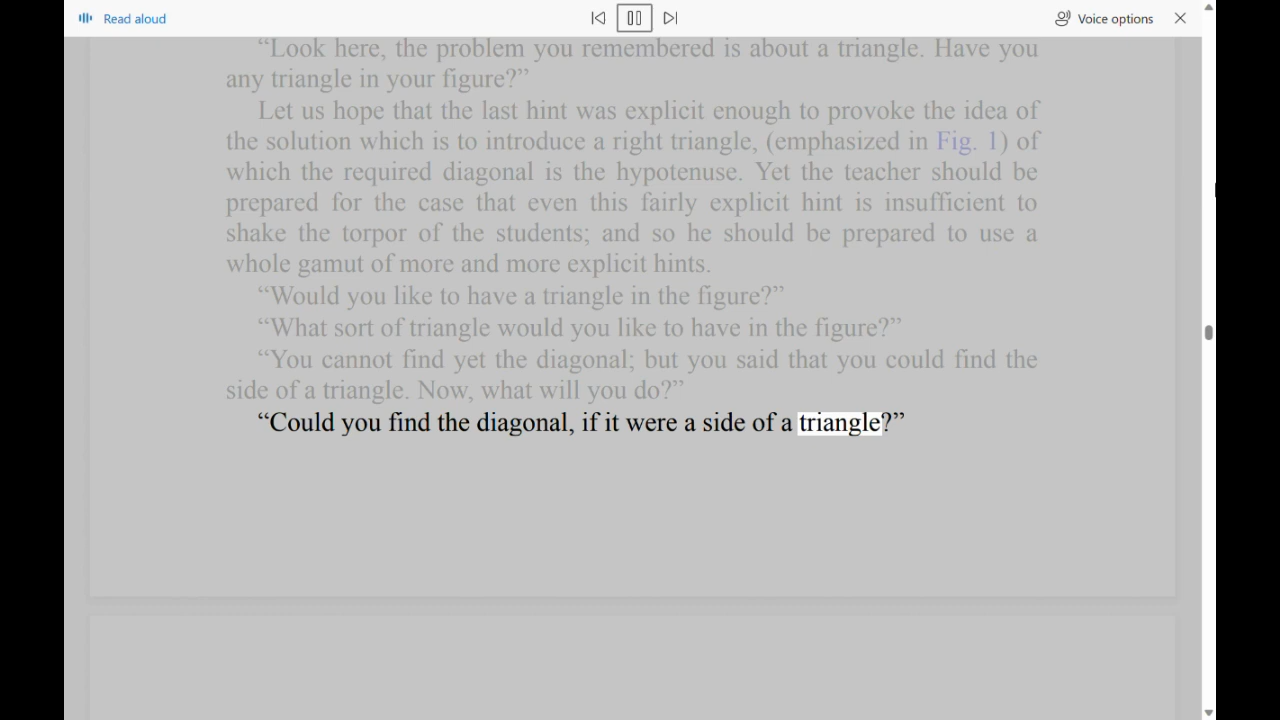 Read aloud
Voice options
“Look here, the problem you remembered is about a triangle. Have you
any triangle in your figure?”
Let us hope that the last hint was explicit enough to provoke the idea of
the solution which is to introduce a right triangle, (emphasized in Fig. 1) of
which the required diagonal is the hypotenuse. Yet the teacher should be
prepared for the case that even this fairly explicit hint is insufficient to
shake the torpor of the students; and so he should be prepared to use a
whole gamut of more and more explicit hints.
“Would you like to have a triangle in the figure?”
“What sort of triangle would you like to have in the figure?”
“You cannot find yet the diagonal; but you said that you could find the
side of a triangle. Now, what will you do?”
“Could you find the diagonal, if it were a side of a triangle?”